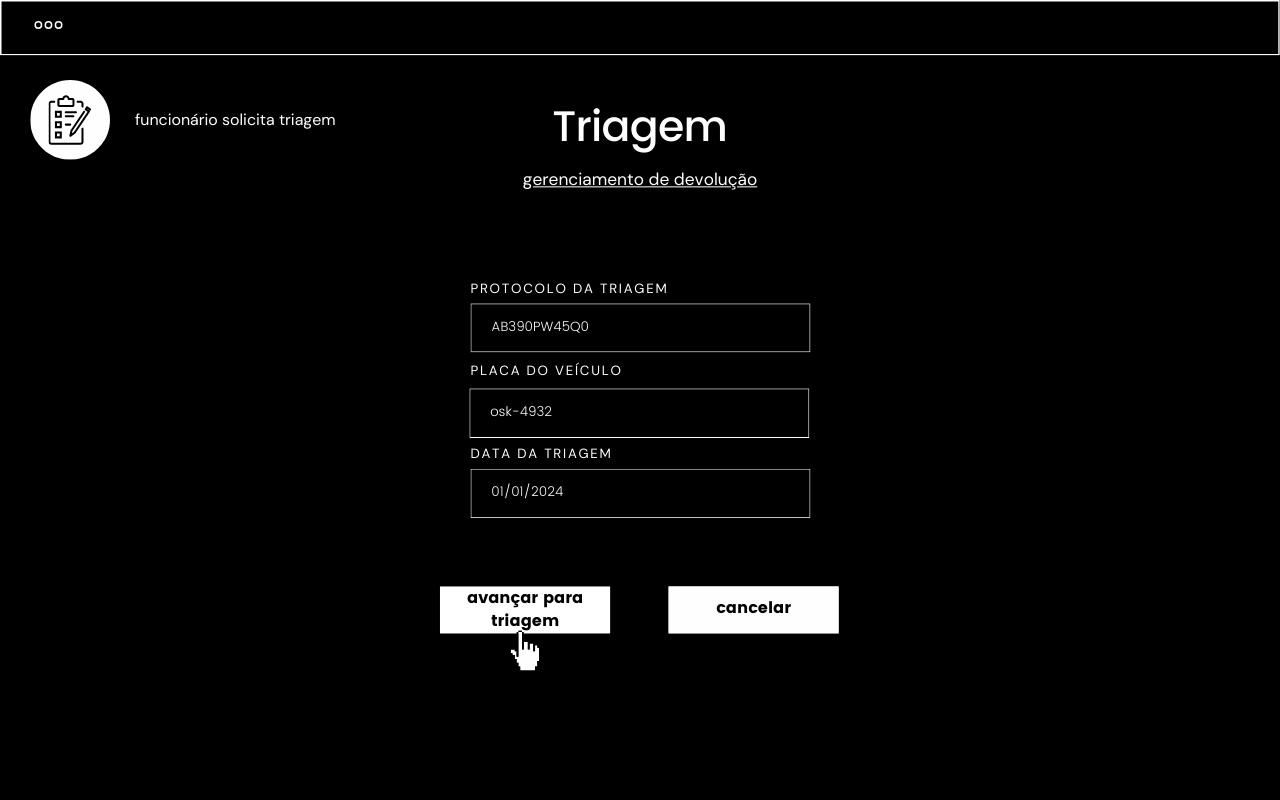 funcionário solicita triagem
Triagem
gerenciamento de devolução
PROTOCOLO DA TRIAGEM
AB390PW45Q0
PLACA DO VEÍCULO
osk-4932
DATA DA TRIAGEM
01/01/2024
avançar para
triagem
cancelar